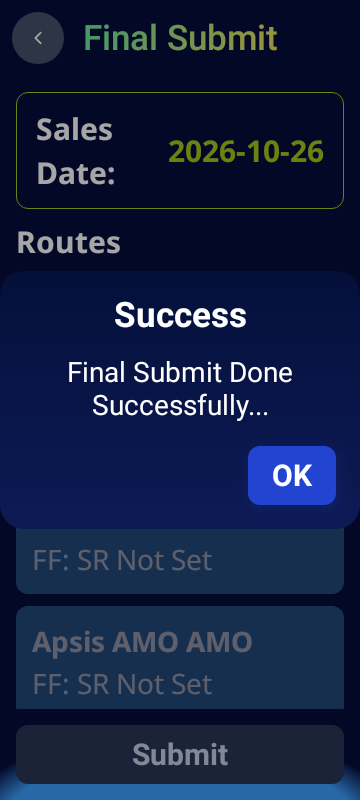 Final Submit
Sales
Date:
2026-10-26
Routes
Success
Final Submit Done
Successfully...
OK
FF: SR Not Set
Apsis AMO AMO
FF: SR Not Set
Submit